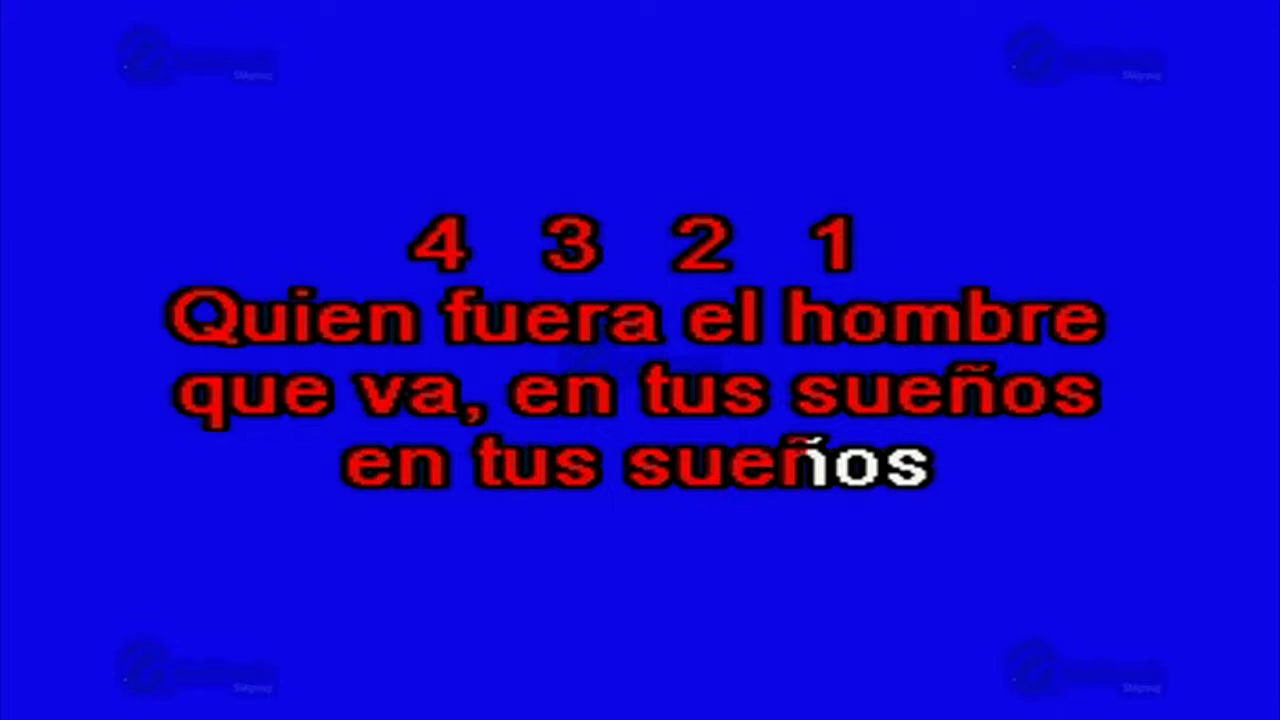 4 3 2 1
Quien fuera el hombre
que va, en tus sueños
en tus sueños